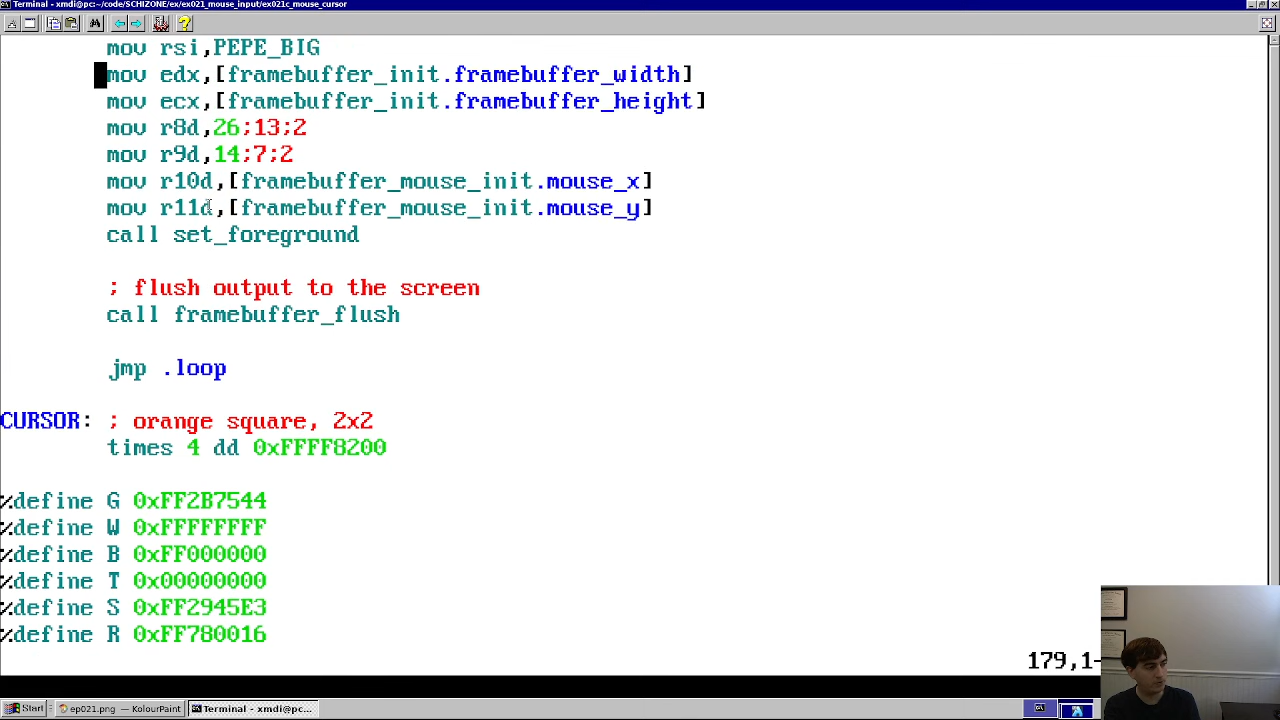 Terminal - xmdi@pc:~/code/SCHIZONE/ex/ex021_mouse_input/ex021c_mouse_cursor
mov rsi,PEPE_BIG
mov edx,[framebuffer_init.framebuffer_width]
mov ecx,[framebuffer_init.framebuffer_height]
mov r8d,26;13;2
mov r9d,14;7;2
mov r10d,[framebuffer_mouse_init.mouse_x]
mov r11d,[framebuffer_mouse_init.mouse_y]
call set_foreground
; flush output to the screen
call framebuffer_flush
jmp .loop
CURSOR: ; orange square, 2x2
times 4 dd 0xFFFF8200
%define G 0xFF2B7544
%define W 0xFFFFFFFF
%define B 0xFF000000
%define T 0x00000000
%define S 0xFF2945E3
%define R 0xFF780016
179,1-
Start ep021.png — KolourPaint Terminal - xmdi@pc:...